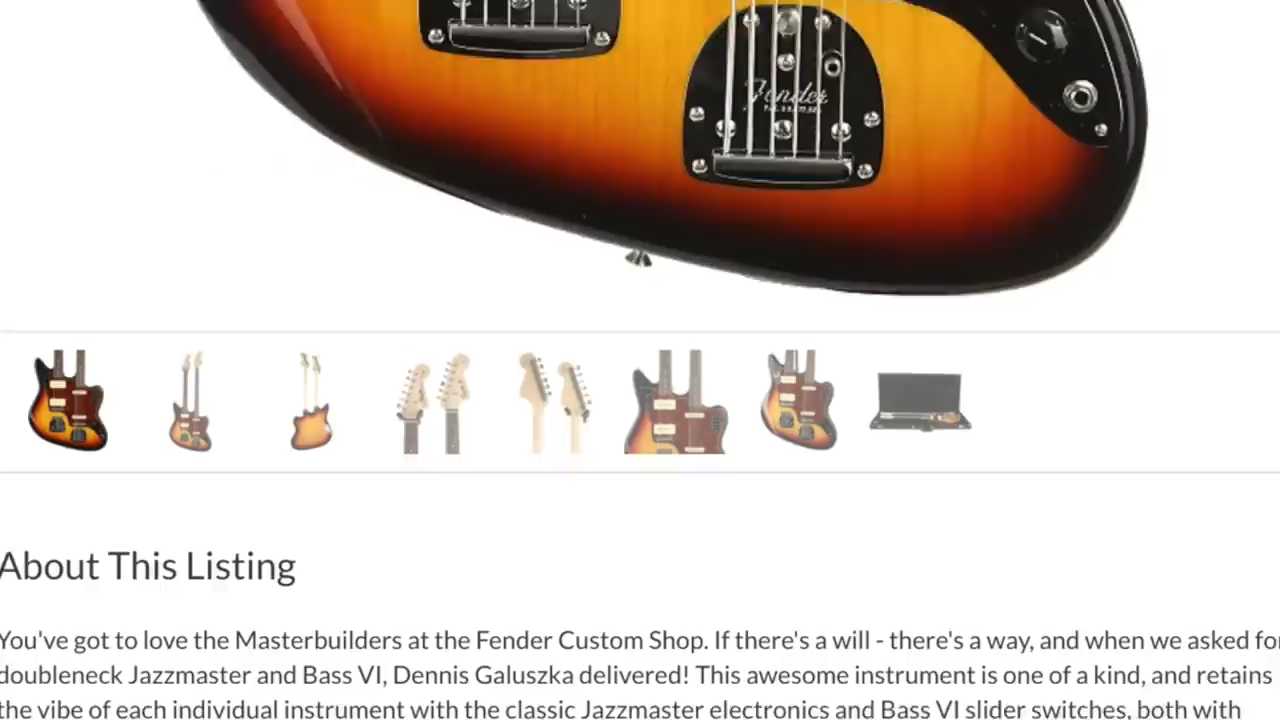 Fender
About This Listing
You've got to love the Masterbuilders at the Fender Custom Shop. If there's a will - there's a way, and when we asked for
doubleneck Jazzmaster and Bass VI, Dennis Galuszka delivered! This awesome instrument is one of a kind, and retains
the vibe of each individual instrument with the classic Jazzmaster electronics and Bass VI slider switches, both with